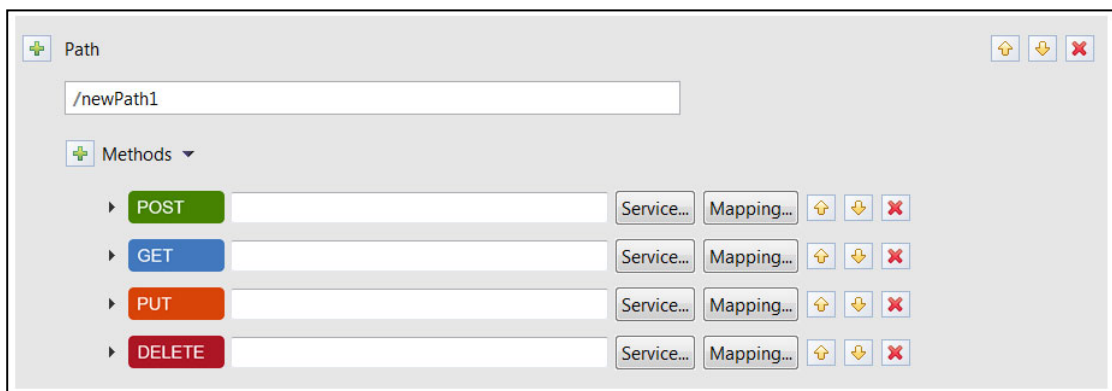 Path
/newPath1
Methods
POST Service... Mapping...
GET Service... Mapping...
PUT Service... Mapping...
DELETE Service... Mapping...